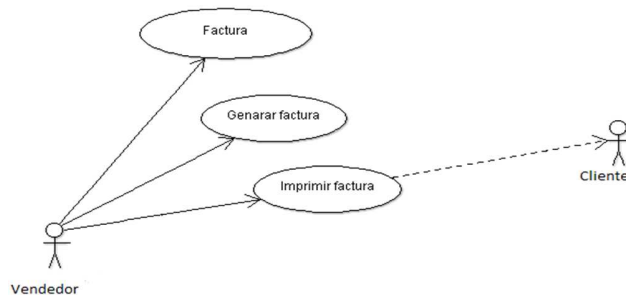 Factura
Genarar factura
Imprimir factura
Cliente
Vendedor